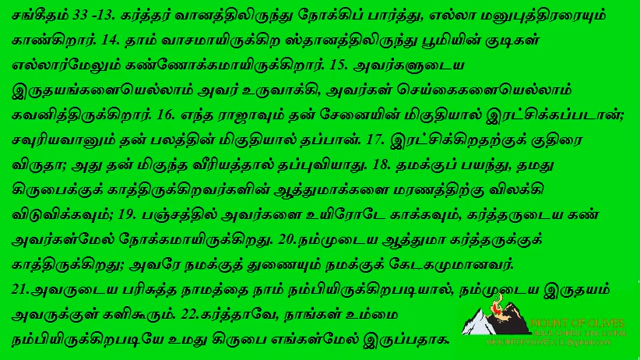 சங்கீதம் 33 -13. கர்த்தர் வானத்திலிருந்து நோக்கிப் பார்த்து, எல்லா மனுபுத்திரரையும்
காண்கிறார். 14. தாம் வாசமாயிருக்கிற ஸ்தானத்திலிருந்து பூமியின் குடிகள்
எல்லார்மேலும் கண்ணோக்கமாயிருக்கிறார். 15. அவர்களுடைய
இருதயங்களையெல்லாம் அவர் உருவாக்கி, அவர்கள் செய்கைகளையெல்லாம்
கவனித்திருக்கிறார். 16. எந்த ராஜாவும் தன் சேனையின் மிகுதியால் இரட்சிக்கப்படான்;
சவுரியவானும் தன் பலத்தின் மிகுதியால் தப்பான். 17. இரட்சிக்கிறதற்குக் குதிரை
விருதா; அது தன் மிகுந்த வீரியத்தால் தப்புவியாது. 18. தமக்குப் பயந்து, தமது
கிருபைக்குக் காத்திருக்கிறவர்களின் ஆத்துமாக்களை மரணத்திற்கு விலக்கி
விடுவிக்கவும்; 19. பஞ்சத்தில் அவர்களை உயிரோடே காக்கவும், கர்த்தருடைய கண்
அவர்கள்மேல் நோக்கமாயிருக்கிறது. 20.நம்முடைய ஆத்துமா கர்த்தருக்குக்
காத்திருக்கிறது; அவரே நமக்குத் துணையும் நமக்குக் கேடகமுமானவர்.
21.அவருடைய பரிசுத்த நாமத்தை நாம் நம்பியிருக்கிறபடியால், நம்முடைய இருதயம்
அவருக்குள் களிகூரும். 22.கர்த்தாவே, நாங்கள் உம்மை
நம்பியிருக்கிறபடியே உமது கிருபை எங்கள்மேல் இருப்பதாக.
MOUNT OF OLIVES